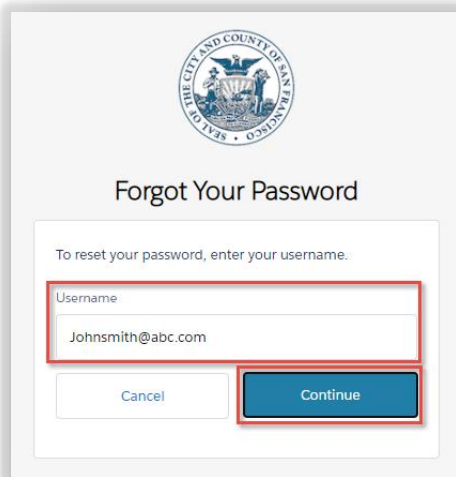 SEAL OF THE CITY AND COUNTY OF SAN FRANCISCO
Forgot Your Password
To reset your password, enter your username.
Username
Johnsmith@abc.com
Cancel
Continue